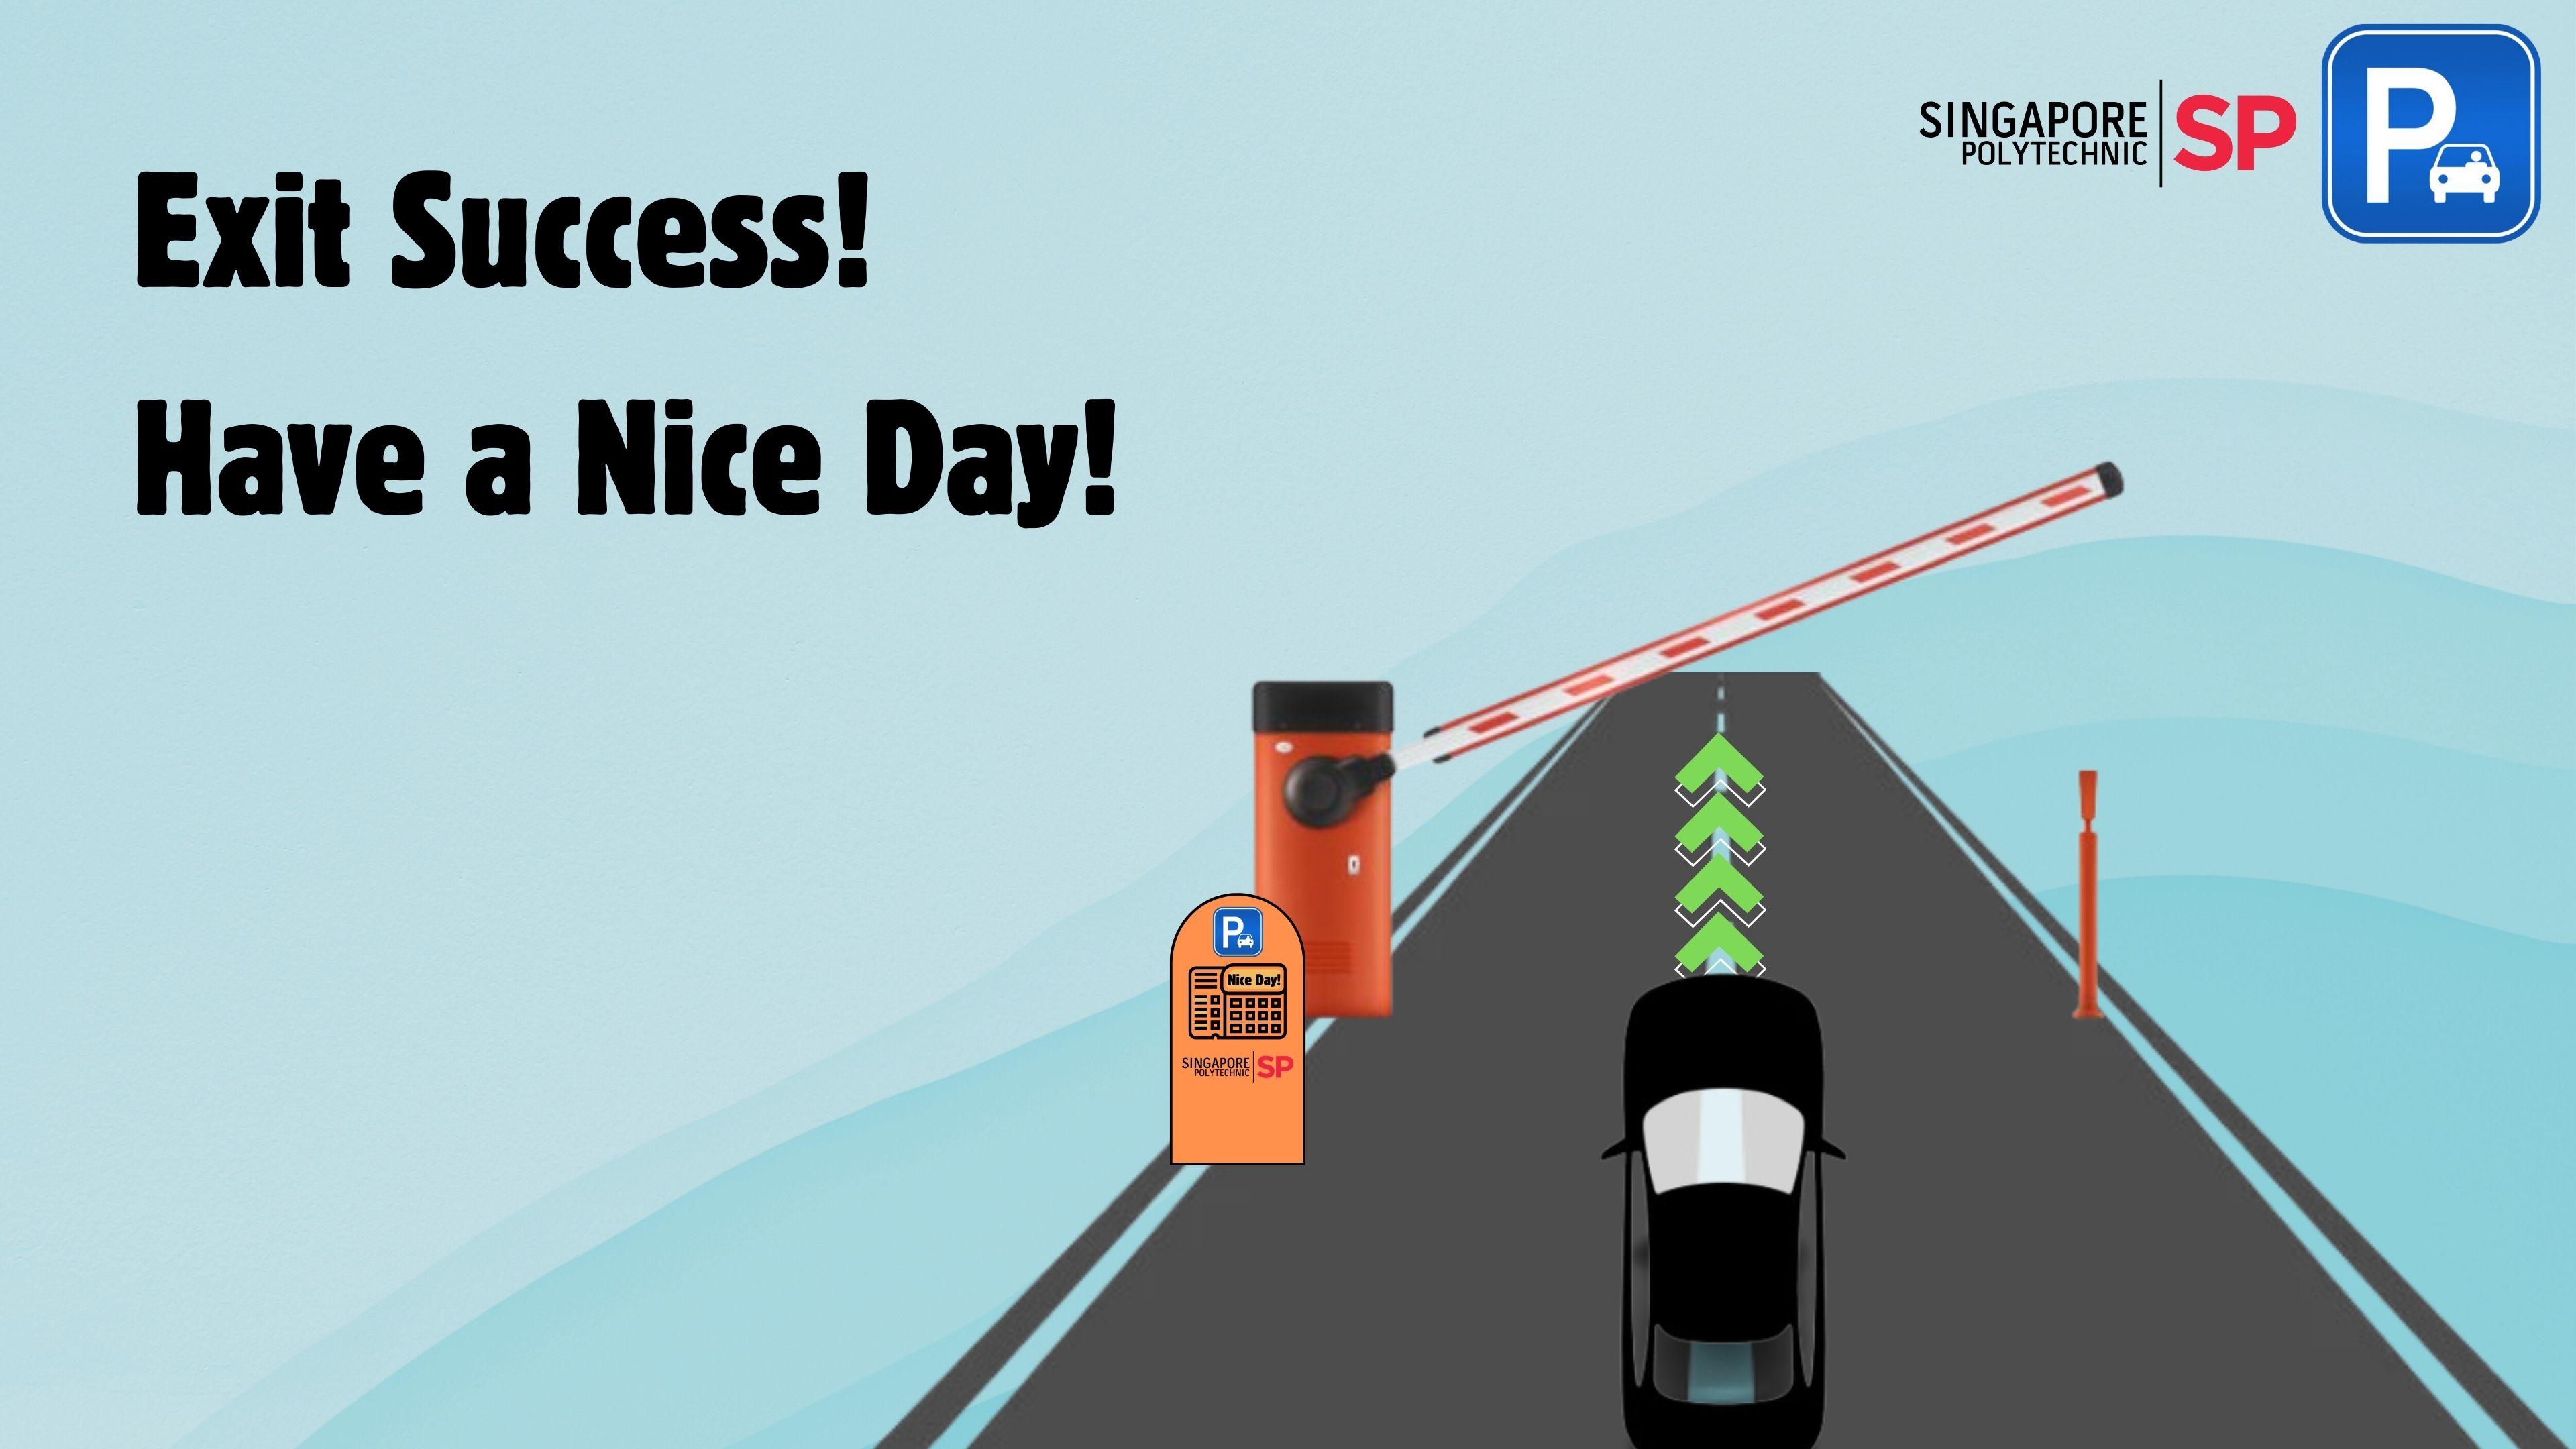 Exit Success!
Have a Nice Day!
SINGAPORE
POLYTECHNIC
SP
P
P
Nice Day!
SINGAPORE
POLYTECHNIC
SP